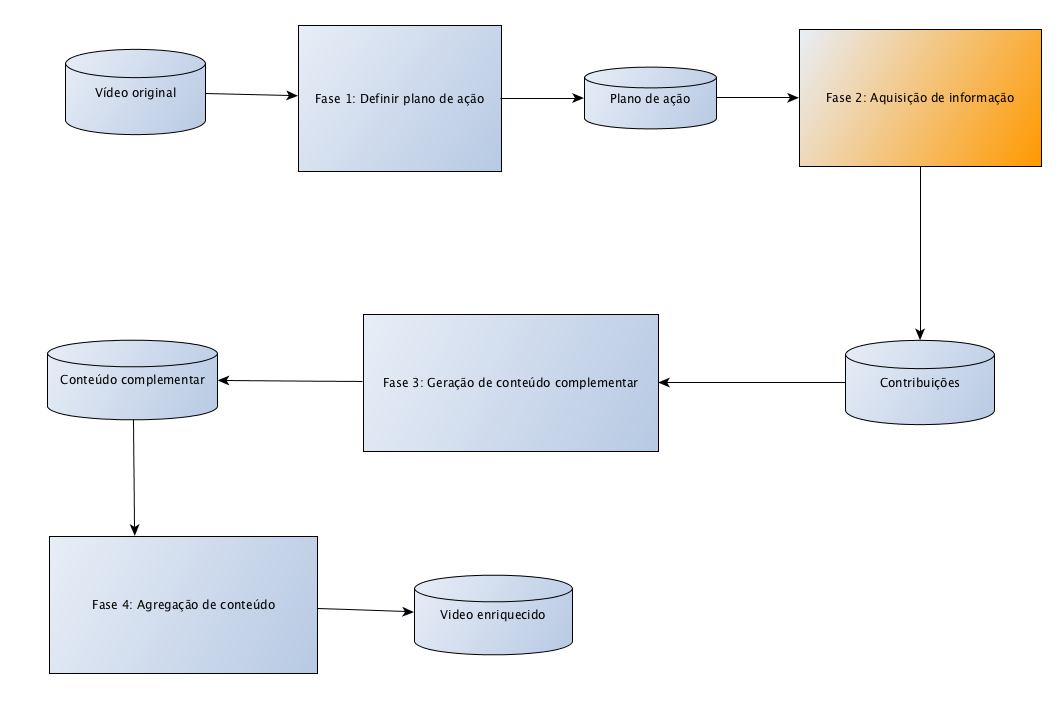 Vídeo original
Fase 1: Definir plano de ação
Plano de ação
Fase 2: Aquisição de informação
Contribuições
Fase 3: Geração de conteúdo complementar
Conteúdo complementar
Fase 4: Agregação de conteúdo
Video enriquecido